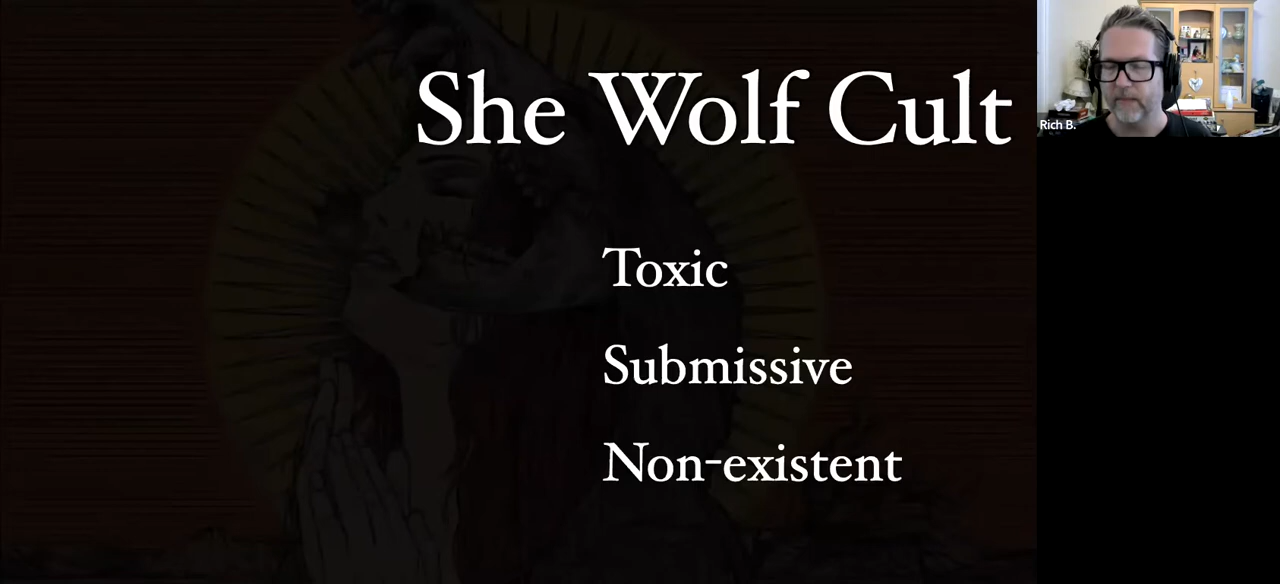 She Wolf Cult
Rich B.
Toxic
Submissive
Non-existent